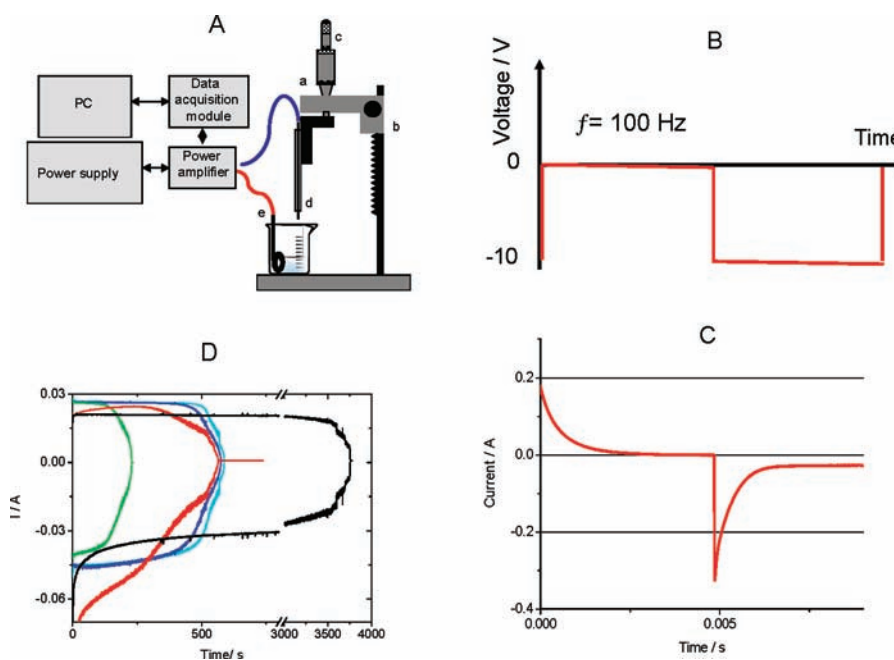 A
c
a
b
PC
Data
acquisition
module
Power supply
Power
amplifier
d
e
B
Voltage / V
f= 100 Hz
Time
0
-10
D
0.03
0.00
-0.03
-0.06
I / A
0
500
3000
3500
4000
Time/ s
C
0.2
0.0
-0.2
-0.4
Current / A
0.000
0.005
Time / s